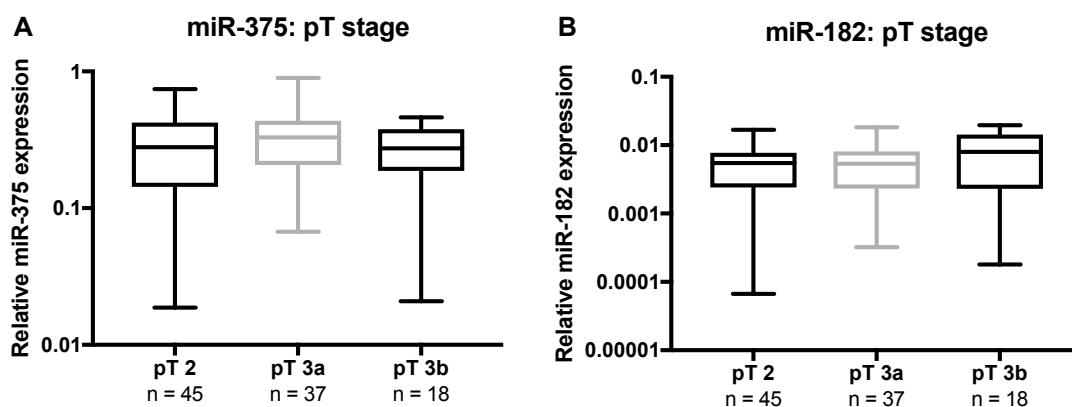 A
miR-375: pT stage
Relative miR-375 expression
1
0.1
0.01
pT 2
pT 3a
pT 3b
n = 45
n = 37
n = 18
B
miR-182: pT stage
Relative miR-182 expression
0.1
0.01
0.001
0.0001
0.00001
pT 2
pT 3a
pT 3b
n = 45
n = 37
n = 18